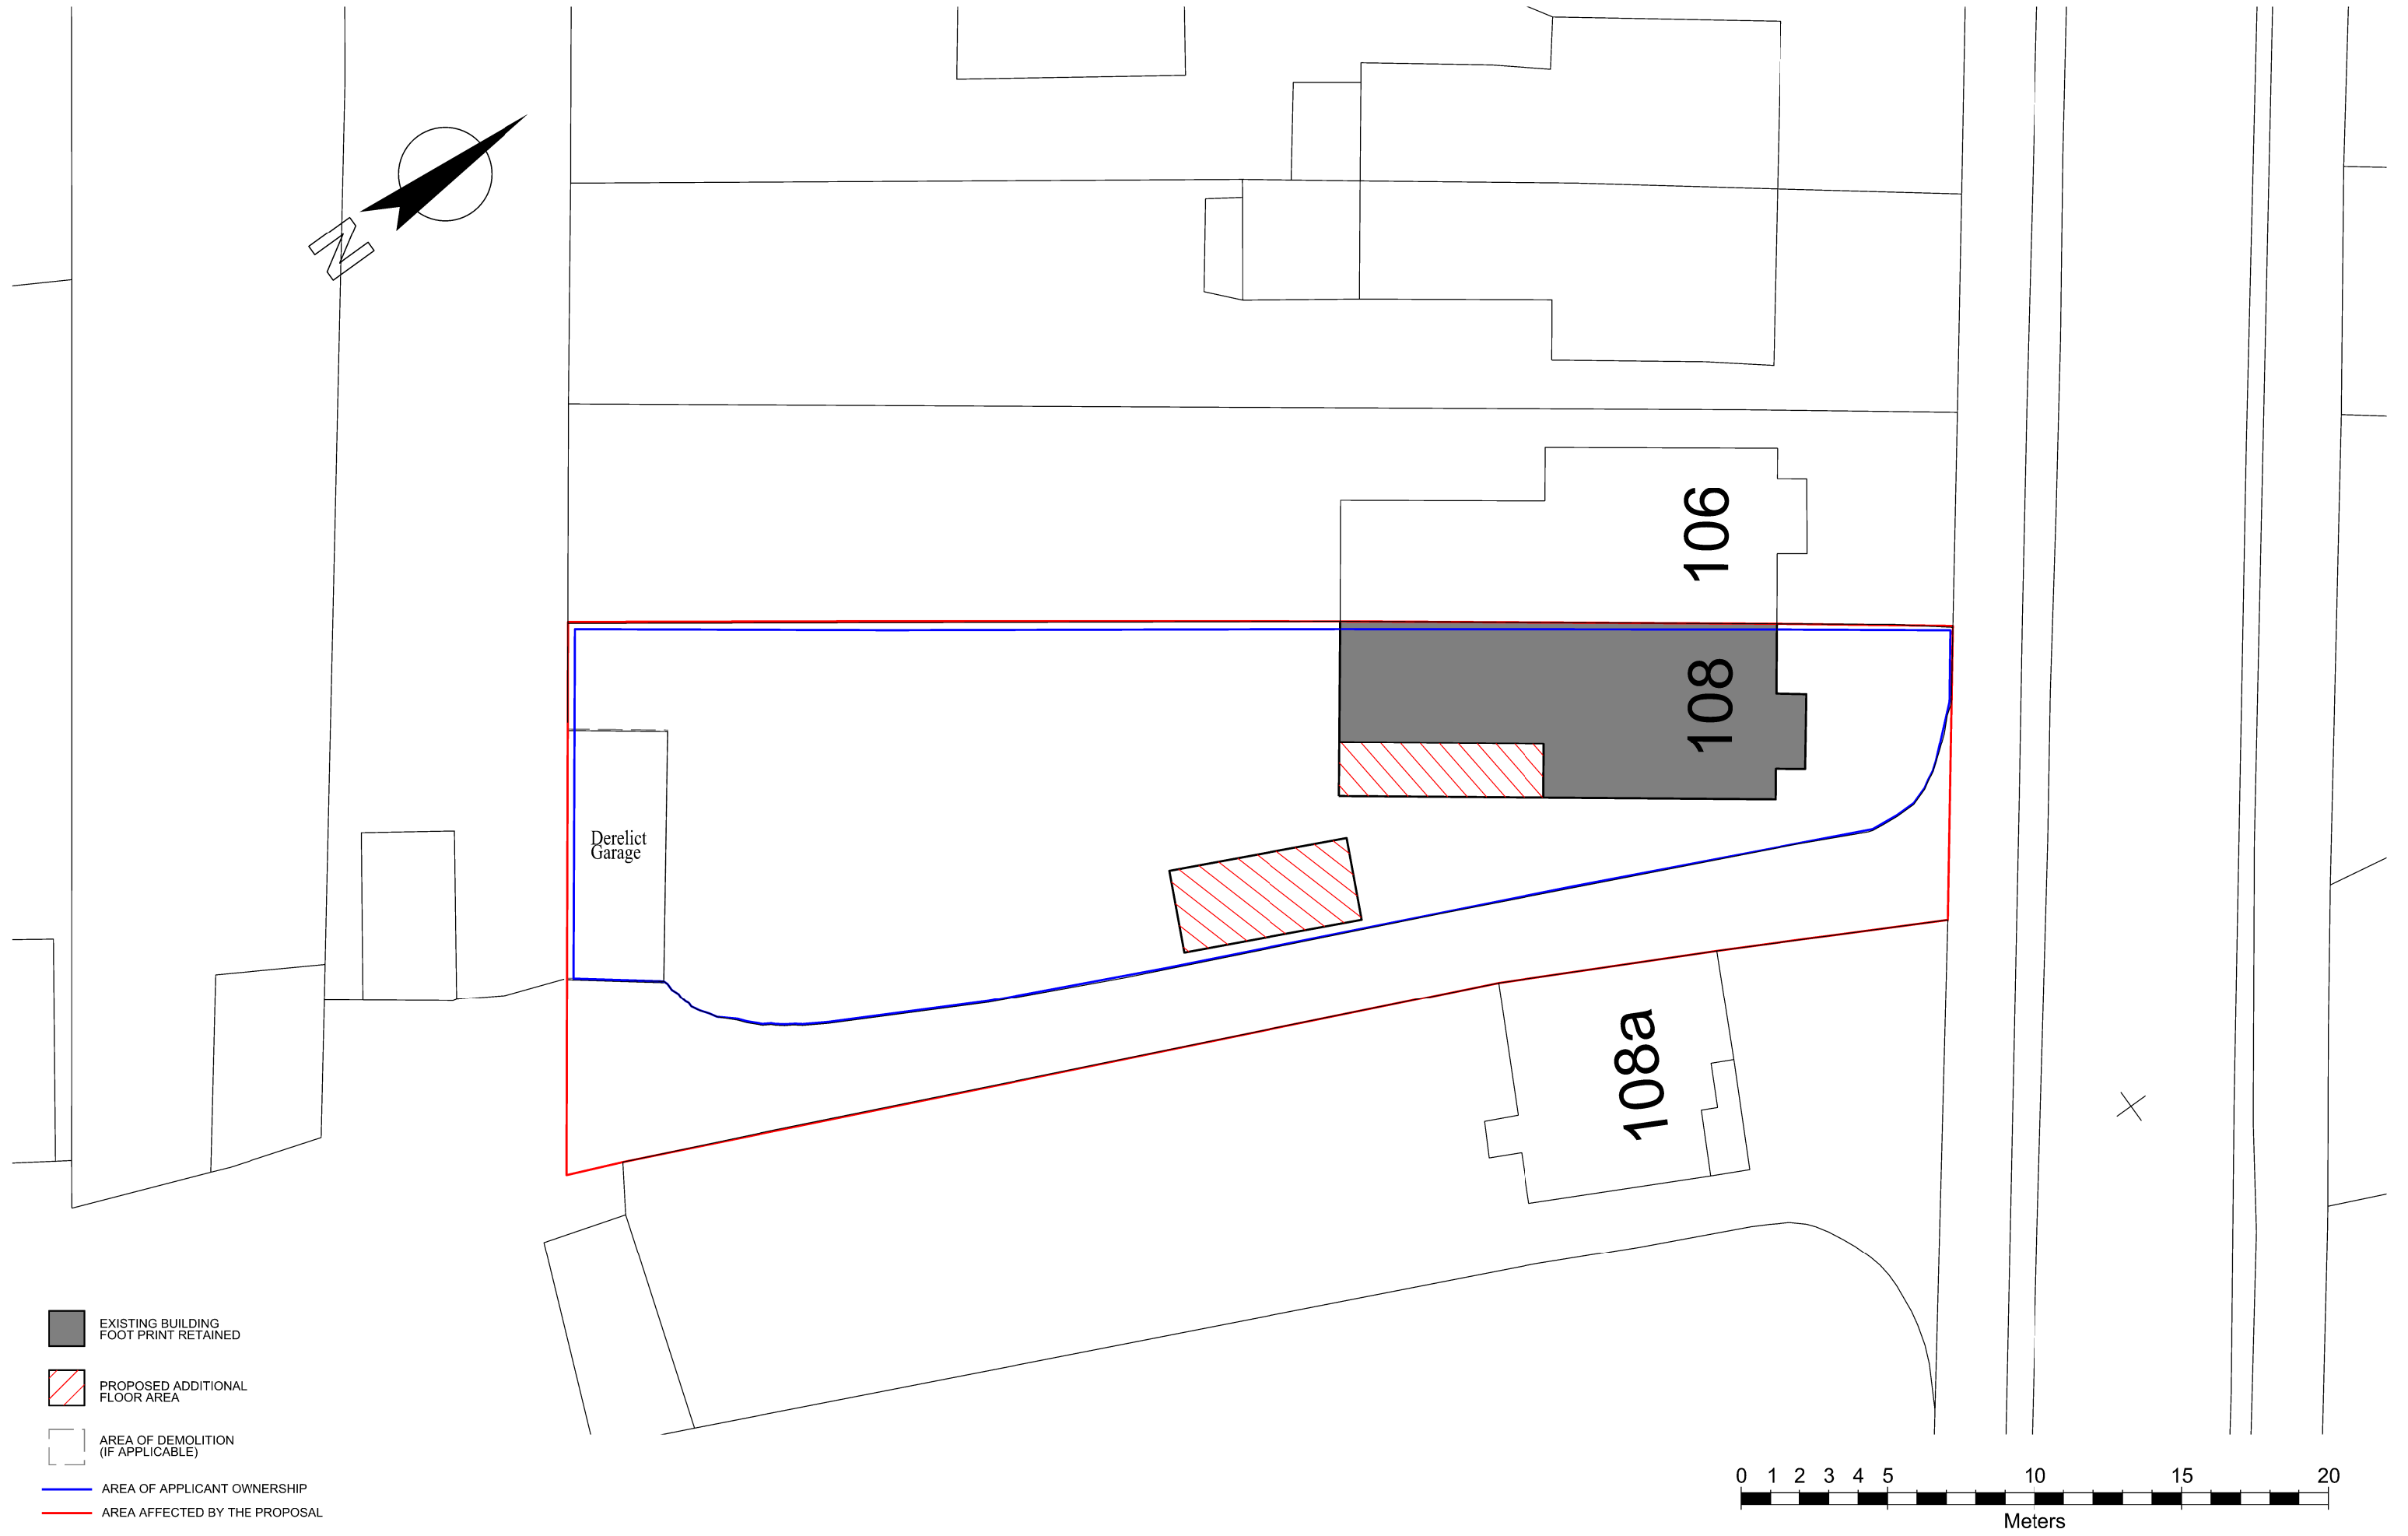 N
106
108
Derelict
Garage
108a
EXISTING BUILDING
FOOT PRINT RETAINED
PROPOSED ADDITIONAL
FLOOR AREA
AREA OF DEMOLITION
(IF APPLICABLE)
AREA OF APPLICANT OWNERSHIP
AREA AFFECTED BY THE PROPOSAL
0 1 2 3 4 5 10 15 20
Meters